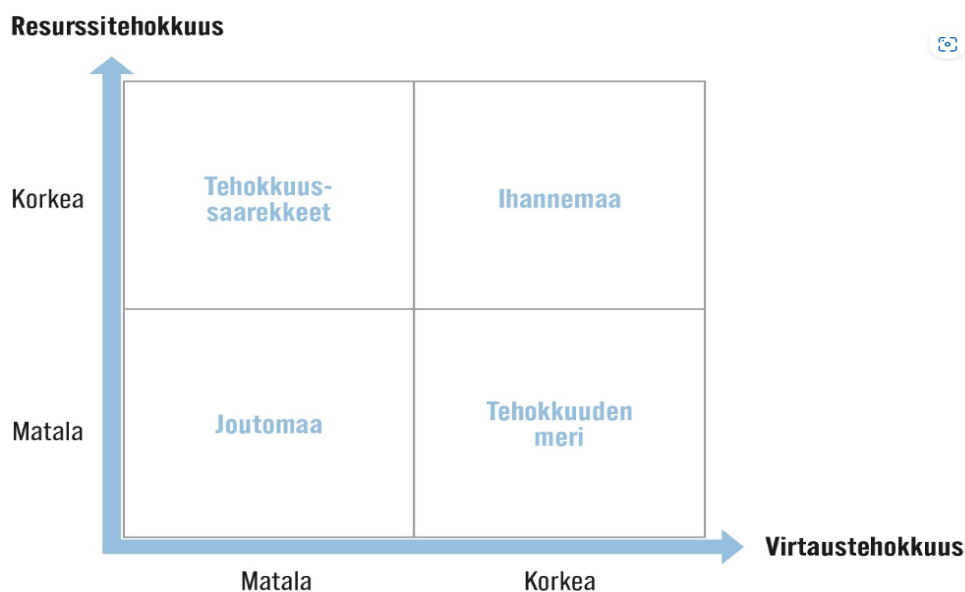 Resurssitehokkuus
Korkea
Tehokkuus-
saarekkeet
Ihannemaa
Matala
Joutomaa
Tehokkuuden
meri
Virtaustehokkuus
Matala
Korkea